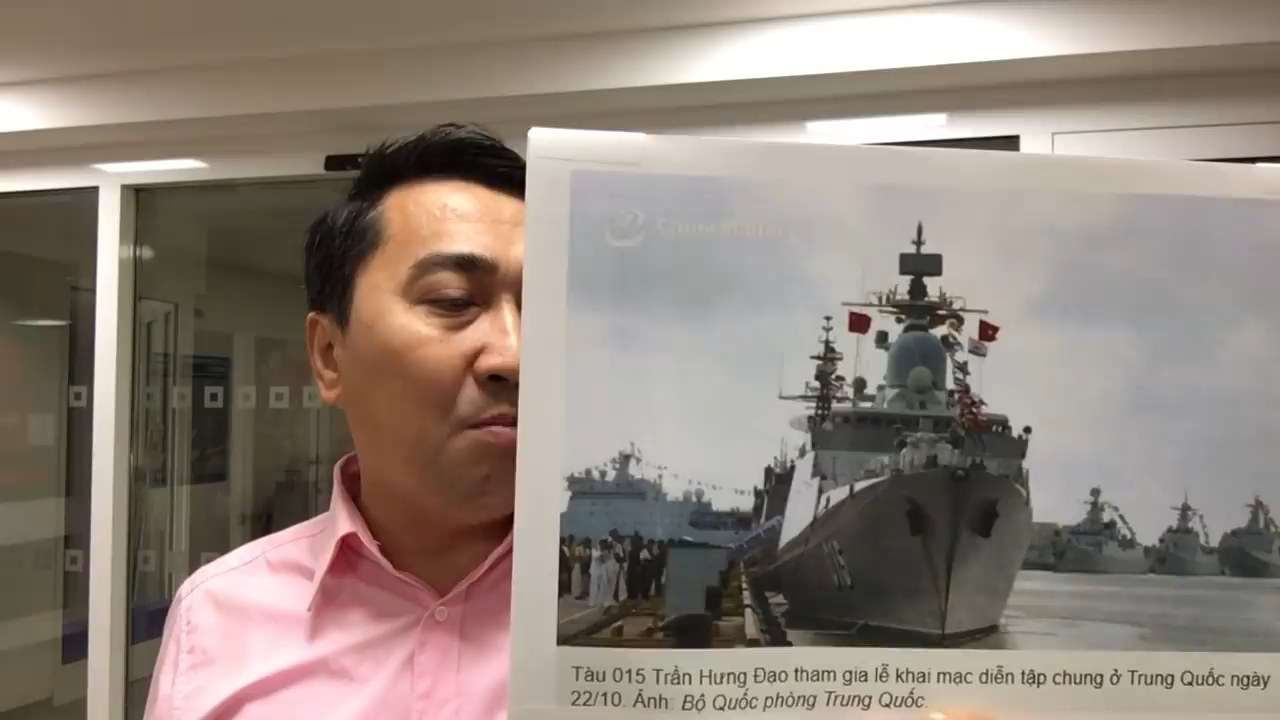 Tàu 015 Trần Hưng Đạo tham gia lễ khai mạc diễn tập chung ở Trung Quốc ngày
22/10. Ảnh: Bộ Quốc phòng Trung Quốc.